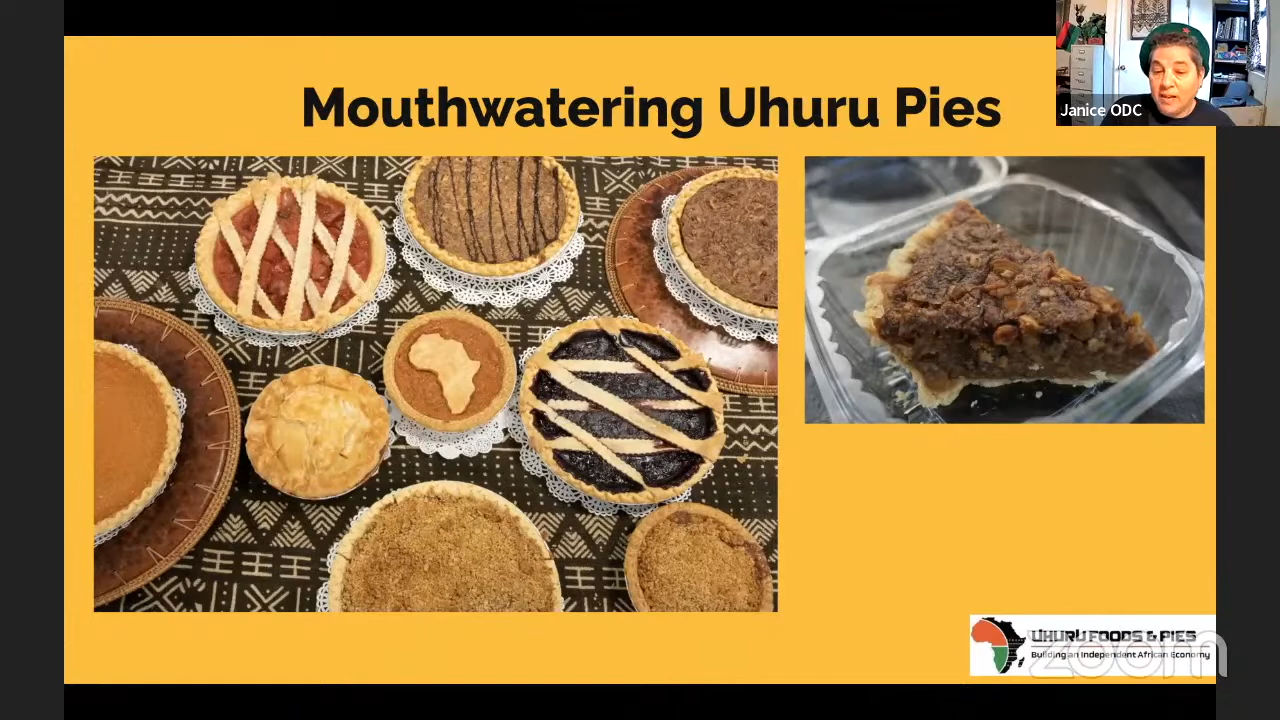 Mouthwatering Uhuru Pies
Janice ODC
UHURU FOODS & PIES
Building an Independent African Economy
zoom